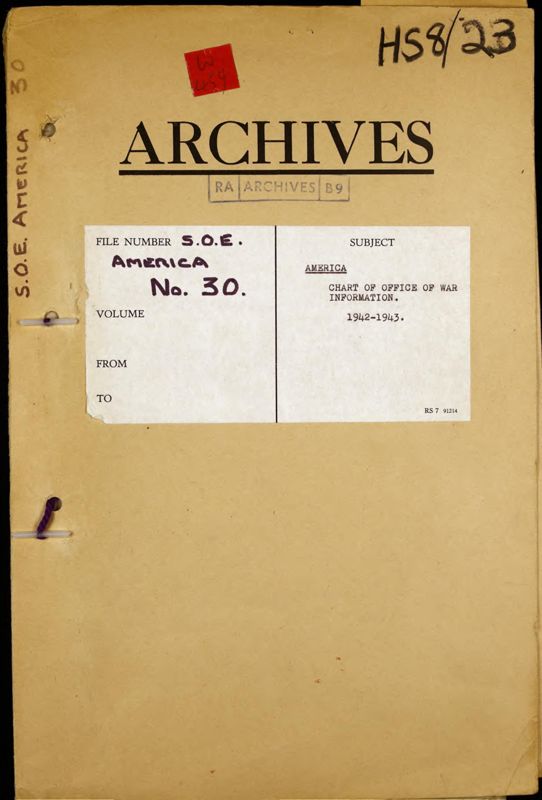 HS8/23
ARCHIVES
RA ARCHIVES B9
S.O.E. AMERICA 30
FILE NUMBER S.O.E.
AMERICA
No. 30.
VOLUME
FROM
TO
SUBJECT
AMERICA
CHART OF OFFICE OF WAR
INFORMATION.
1942-1943.
RS 7 91214